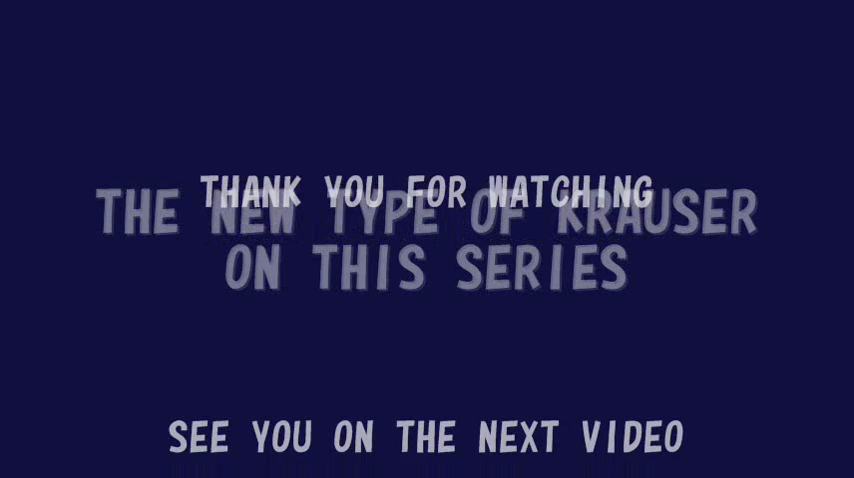 THANK YOU FOR WATCHING
THE NEW TYPE OF KRAUSER
ON THIS SERIES
SEE YOU ON THE NEXT VIDEO